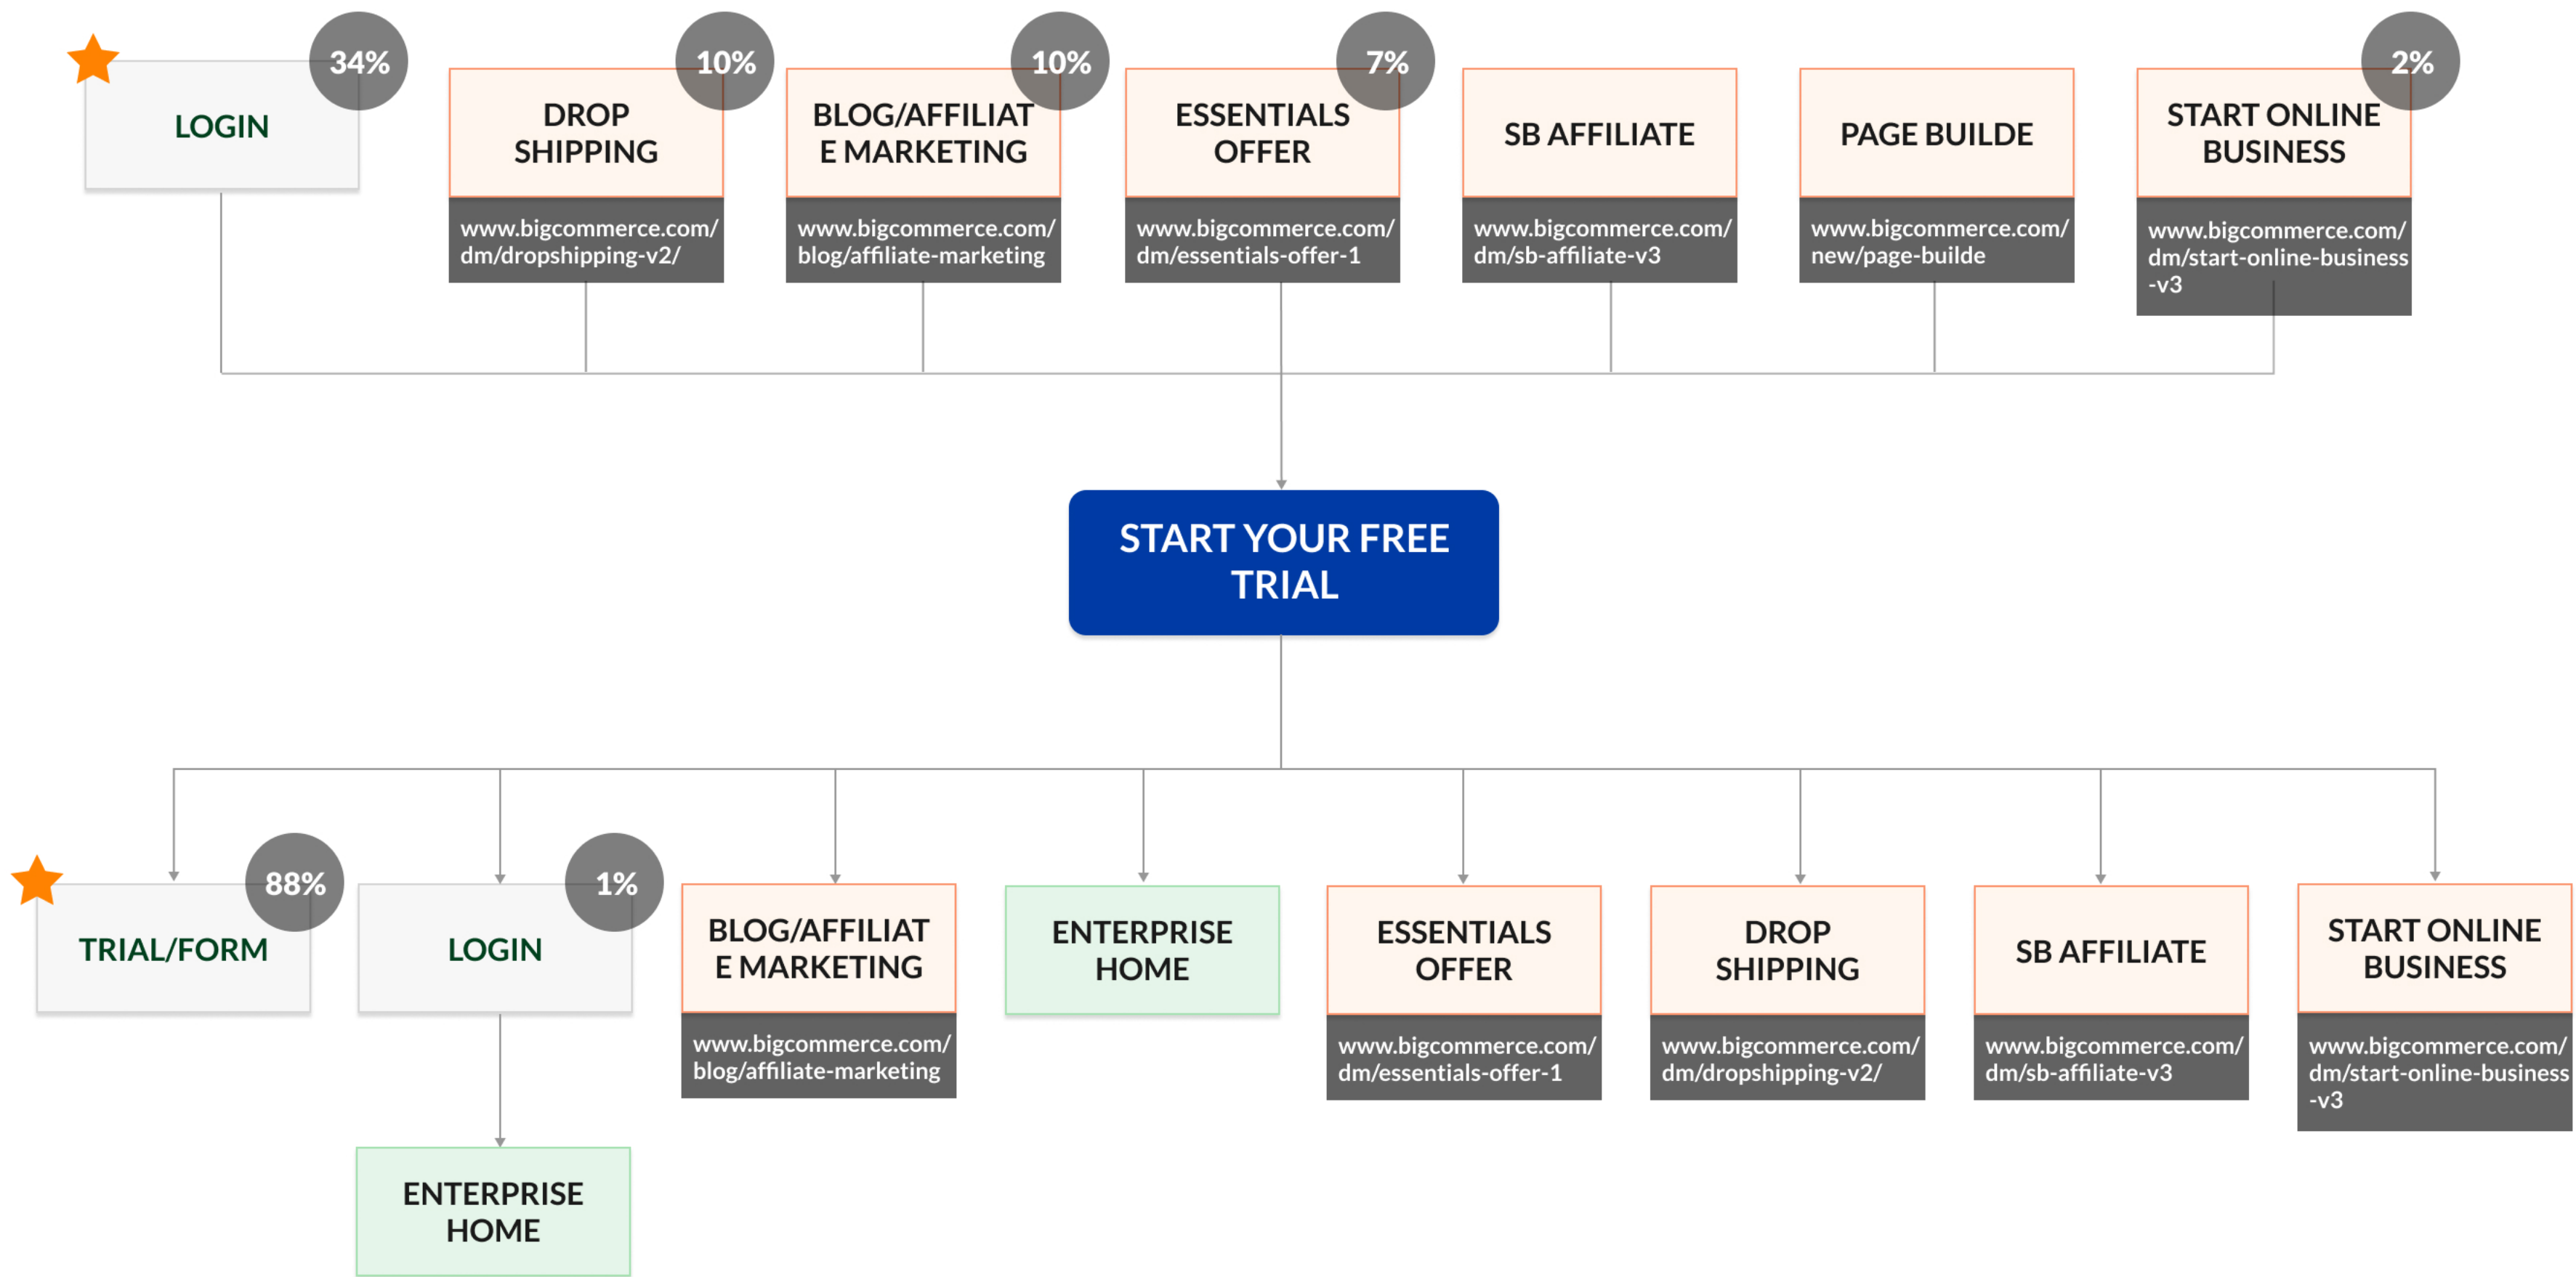 34%
LOGIN
10%
DROP
SHIPPING
www.bigcommerce.com/
dm/dropshipping-v2/
10%
BLOG/AFFILIAT
E MARKETING
www.bigcommerce.com/
blog/affiliate-marketing
7%
ESSENTIALS
OFFER
www.bigcommerce.com/
dm/essentials-offer-1
SB AFFILIATE
www.bigcommerce.com/
dm/sb-affiliate-v3
PAGE BUILDE
www.bigcommerce.com/
new/page-builde
2%
START ONLINE
BUSINESS
www.bigcommerce.com/
dm/start-online-business
-v3
START YOUR FREE
TRIAL
88%
TRIAL/FORM
1%
LOGIN
BLOG/AFFILIAT
E MARKETING
www.bigcommerce.com/
blog/affiliate-marketing
ENTERPRISE
HOME
ESSENTIALS
OFFER
www.bigcommerce.com/
dm/essentials-offer-1
DROP
SHIPPING
www.bigcommerce.com/
dm/dropshipping-v2/
SB AFFILIATE
www.bigcommerce.com/
dm/sb-affiliate-v3
START ONLINE
BUSINESS
www.bigcommerce.com/
dm/start-online-business
-v3
ENTERPRISE
HOME